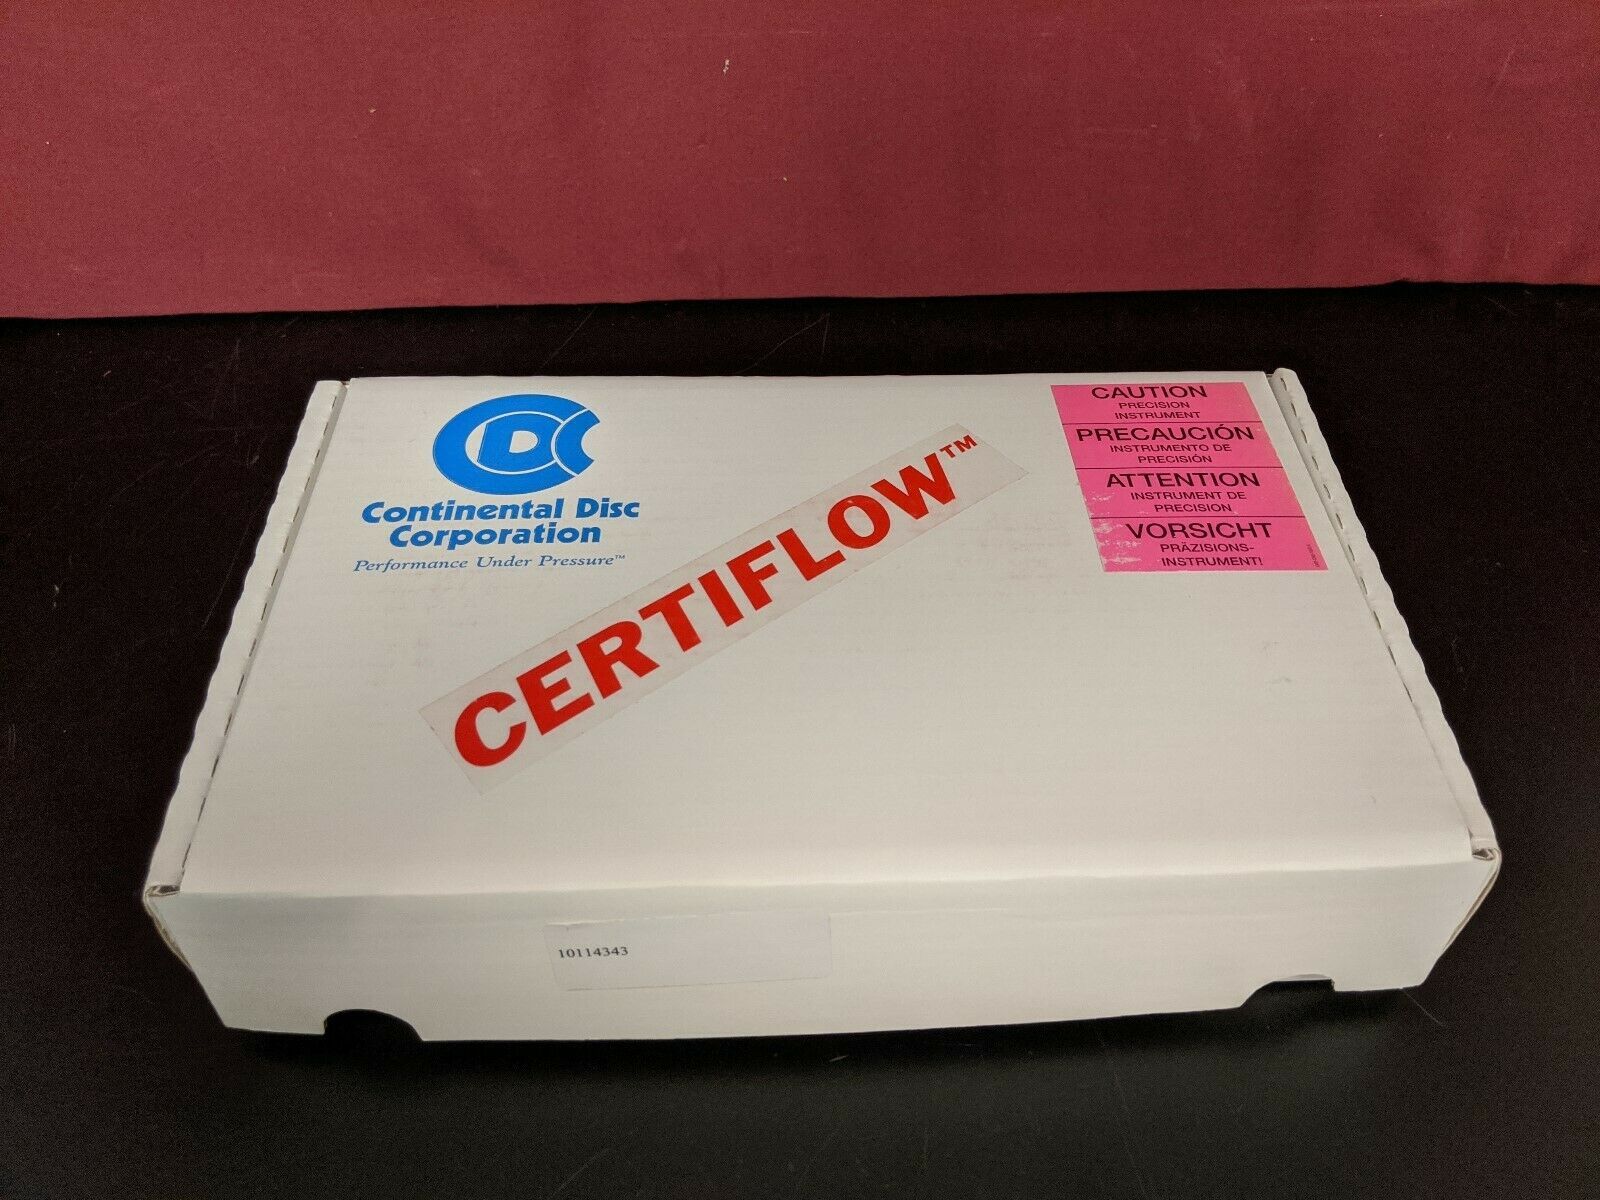 CDC
Continental Disc
Corporation
Performance Under Pressure™
CERTIFLOW™
CAUTION
PRECISION
INSTRUMENT
PRECAUCIÓN
INSTRUMENTO DE
PRECISIÓN
ATTENTION
INSTRUMENT DE
PRECISION
VORSICHT
PRÄZISIONS-
INSTRUMENT!
10114343